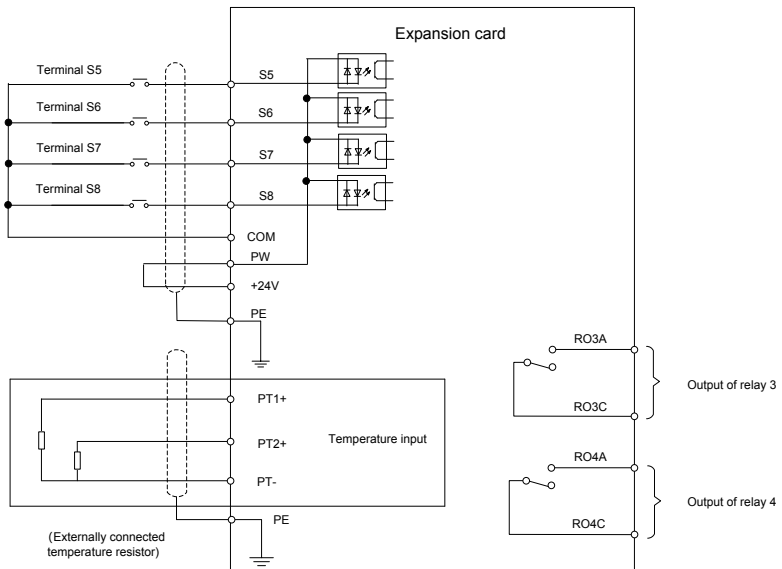 Expansion card
Terminal S5
S5
Terminal S6
S6
Terminal S7
S7
Terminal S8
S8
COM
PW
+24V
PE
RO3A
Output of relay 3
RO3C
PT1+
PT2+
Temperature input
PT-
RO4A
Output of relay 4
RO4C
PE
(Externally connected
temperature resistor)